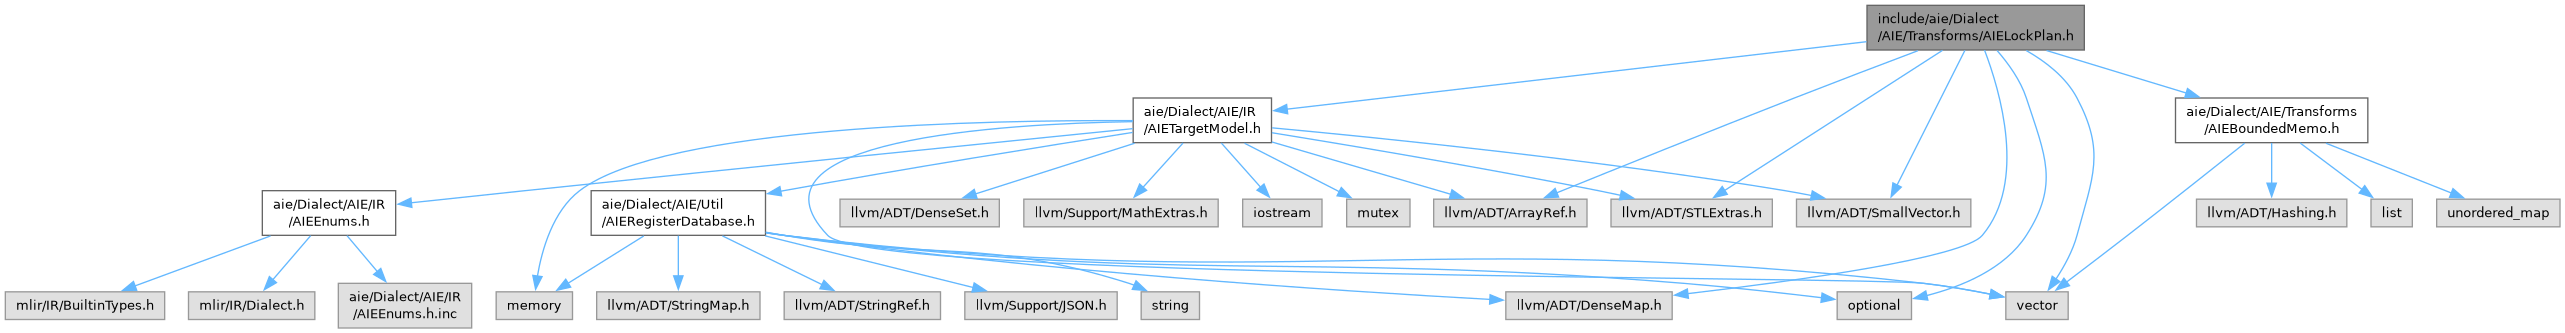 include/aie/Dialect
/AIE/Transforms/AIELockPlan.h
aie/Dialect/AIE/IR
/AIETargetModel.h
aie/Dialect/AIE/Transforms
/AIEBoundedMemo.h
aie/Dialect/AIE/IR
/AIEEnums.h
aie/Dialect/AIE/Util
/AIERegisterDatabase.h
llvm/ADT/DenseSet.h
llvm/Support/MathExtras.h
iostream
mutex
llvm/ADT/ArrayRef.h
llvm/ADT/STLExtras.h
llvm/ADT/SmallVector.h
llvm/ADT/Hashing.h
list
unordered_map
mlir/IR/BuiltinTypes.h
mlir/IR/Dialect.h
aie/Dialect/AIE/IR
/AIEEnums.h.inc
memory
llvm/ADT/StringMap.h
llvm/ADT/StringRef.h
llvm/Support/JSON.h
string
llvm/ADT/DenseMap.h
optional
vector